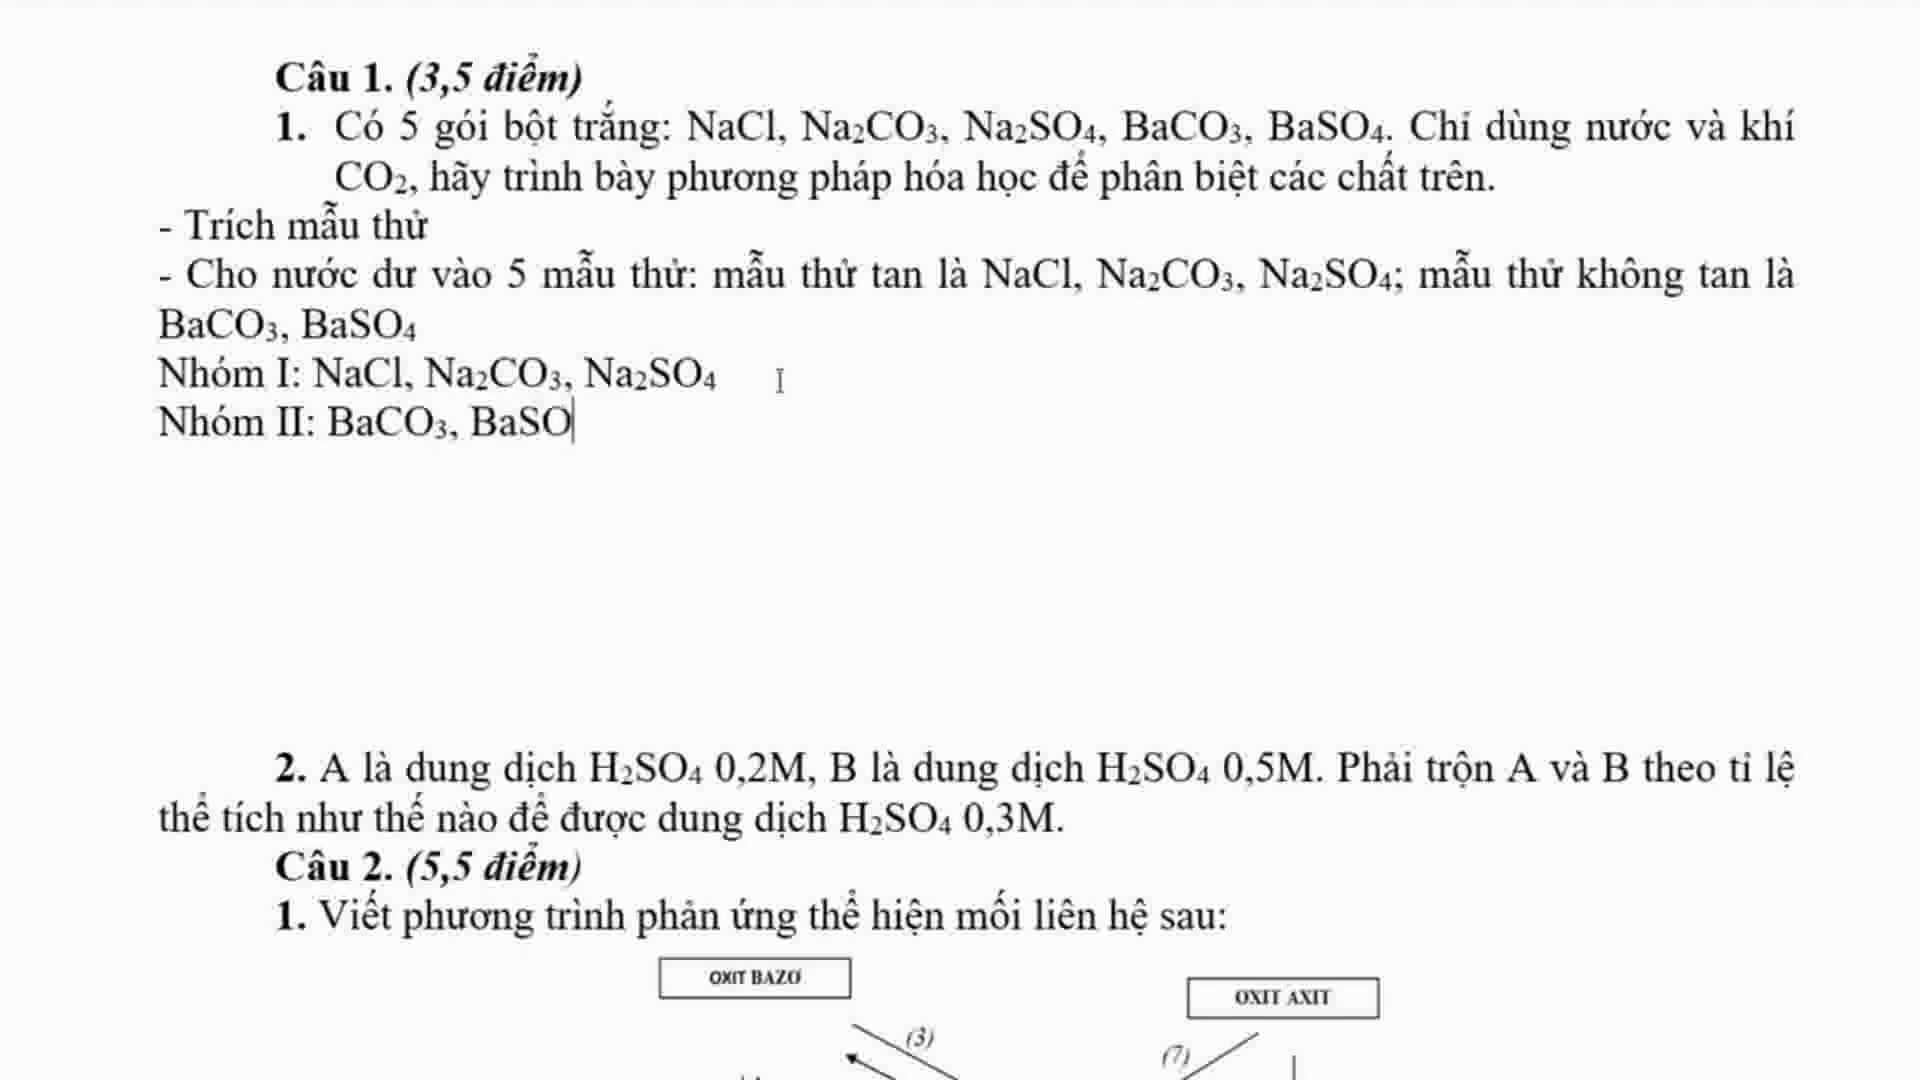 Câu 1. (3,5 điểm)
1. Có 5 gói bột trắng: NaCl, Na₂CO₃, Na₂SO₄, BaCO₃, BaSO₄. Chỉ dùng nước và khí
CO₂, hãy trình bày phương pháp hóa học để phân biệt các chất trên.
- Trích mẫu thử
- Cho nước dư vào 5 mẫu thử: mẫu thử tan là NaCl, Na₂CO₃, Na₂SO₄; mẫu thử không tan là
BaCO₃, BaSO₄
Nhóm I: NaCl, Na₂CO₃, Na₂SO₄
Nhóm II: BaCO₃, BaSO
2. A là dung dịch H₂SO₄ 0,2M, B là dung dịch H₂SO₄ 0,5M. Phải trộn A và B theo tỉ lệ
thể tích như thế nào để được dung dịch H₂SO₄ 0,3M.
Câu 2. (5,5 điểm)
1. Viết phương trình phản ứng thể hiện mối liên hệ sau:
OXIT BAZƠ
OXIT AXIT
(3)
(7)